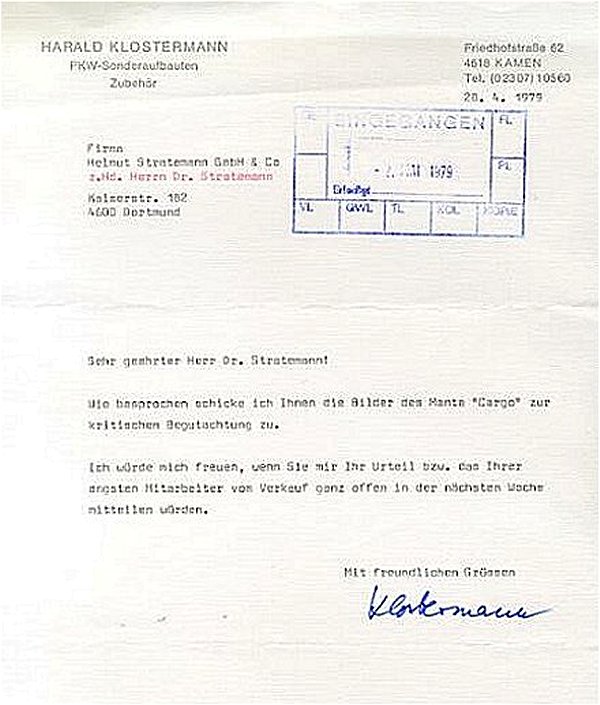 HARALD KLOSTERMANN
PKW-Sonderaufbauten
Zubehör
Friedhofstraße 62
4618 KAMEN
Tel. (02307) 10560
28. 4. 1979
EINGEGANGEN
FL
PL
1979
Erledigt
VL
GWL
TL
KOL
KOPIE
Firma
Helmut Stratemann GmbH & Co
z.Hd. Herrn Dr. Stratemann
Kaiserstr. 182
4600 Dortmund
Sehr geehrter Herr Dr. Stratemann!
Wie besprochen schicke ich Ihnen die Bilder des Manta "Cargo" zur
kritischen Begutachtung zu.
Ich würde mich freuen, wenn Sie mir Ihr Urteil bzw. das Ihrer
engsten Mitarbeiter vom Verkauf ganz offen in der nächsten Woche
mitteilen würden.
Mit freundlichen Grüssen
Klostermann